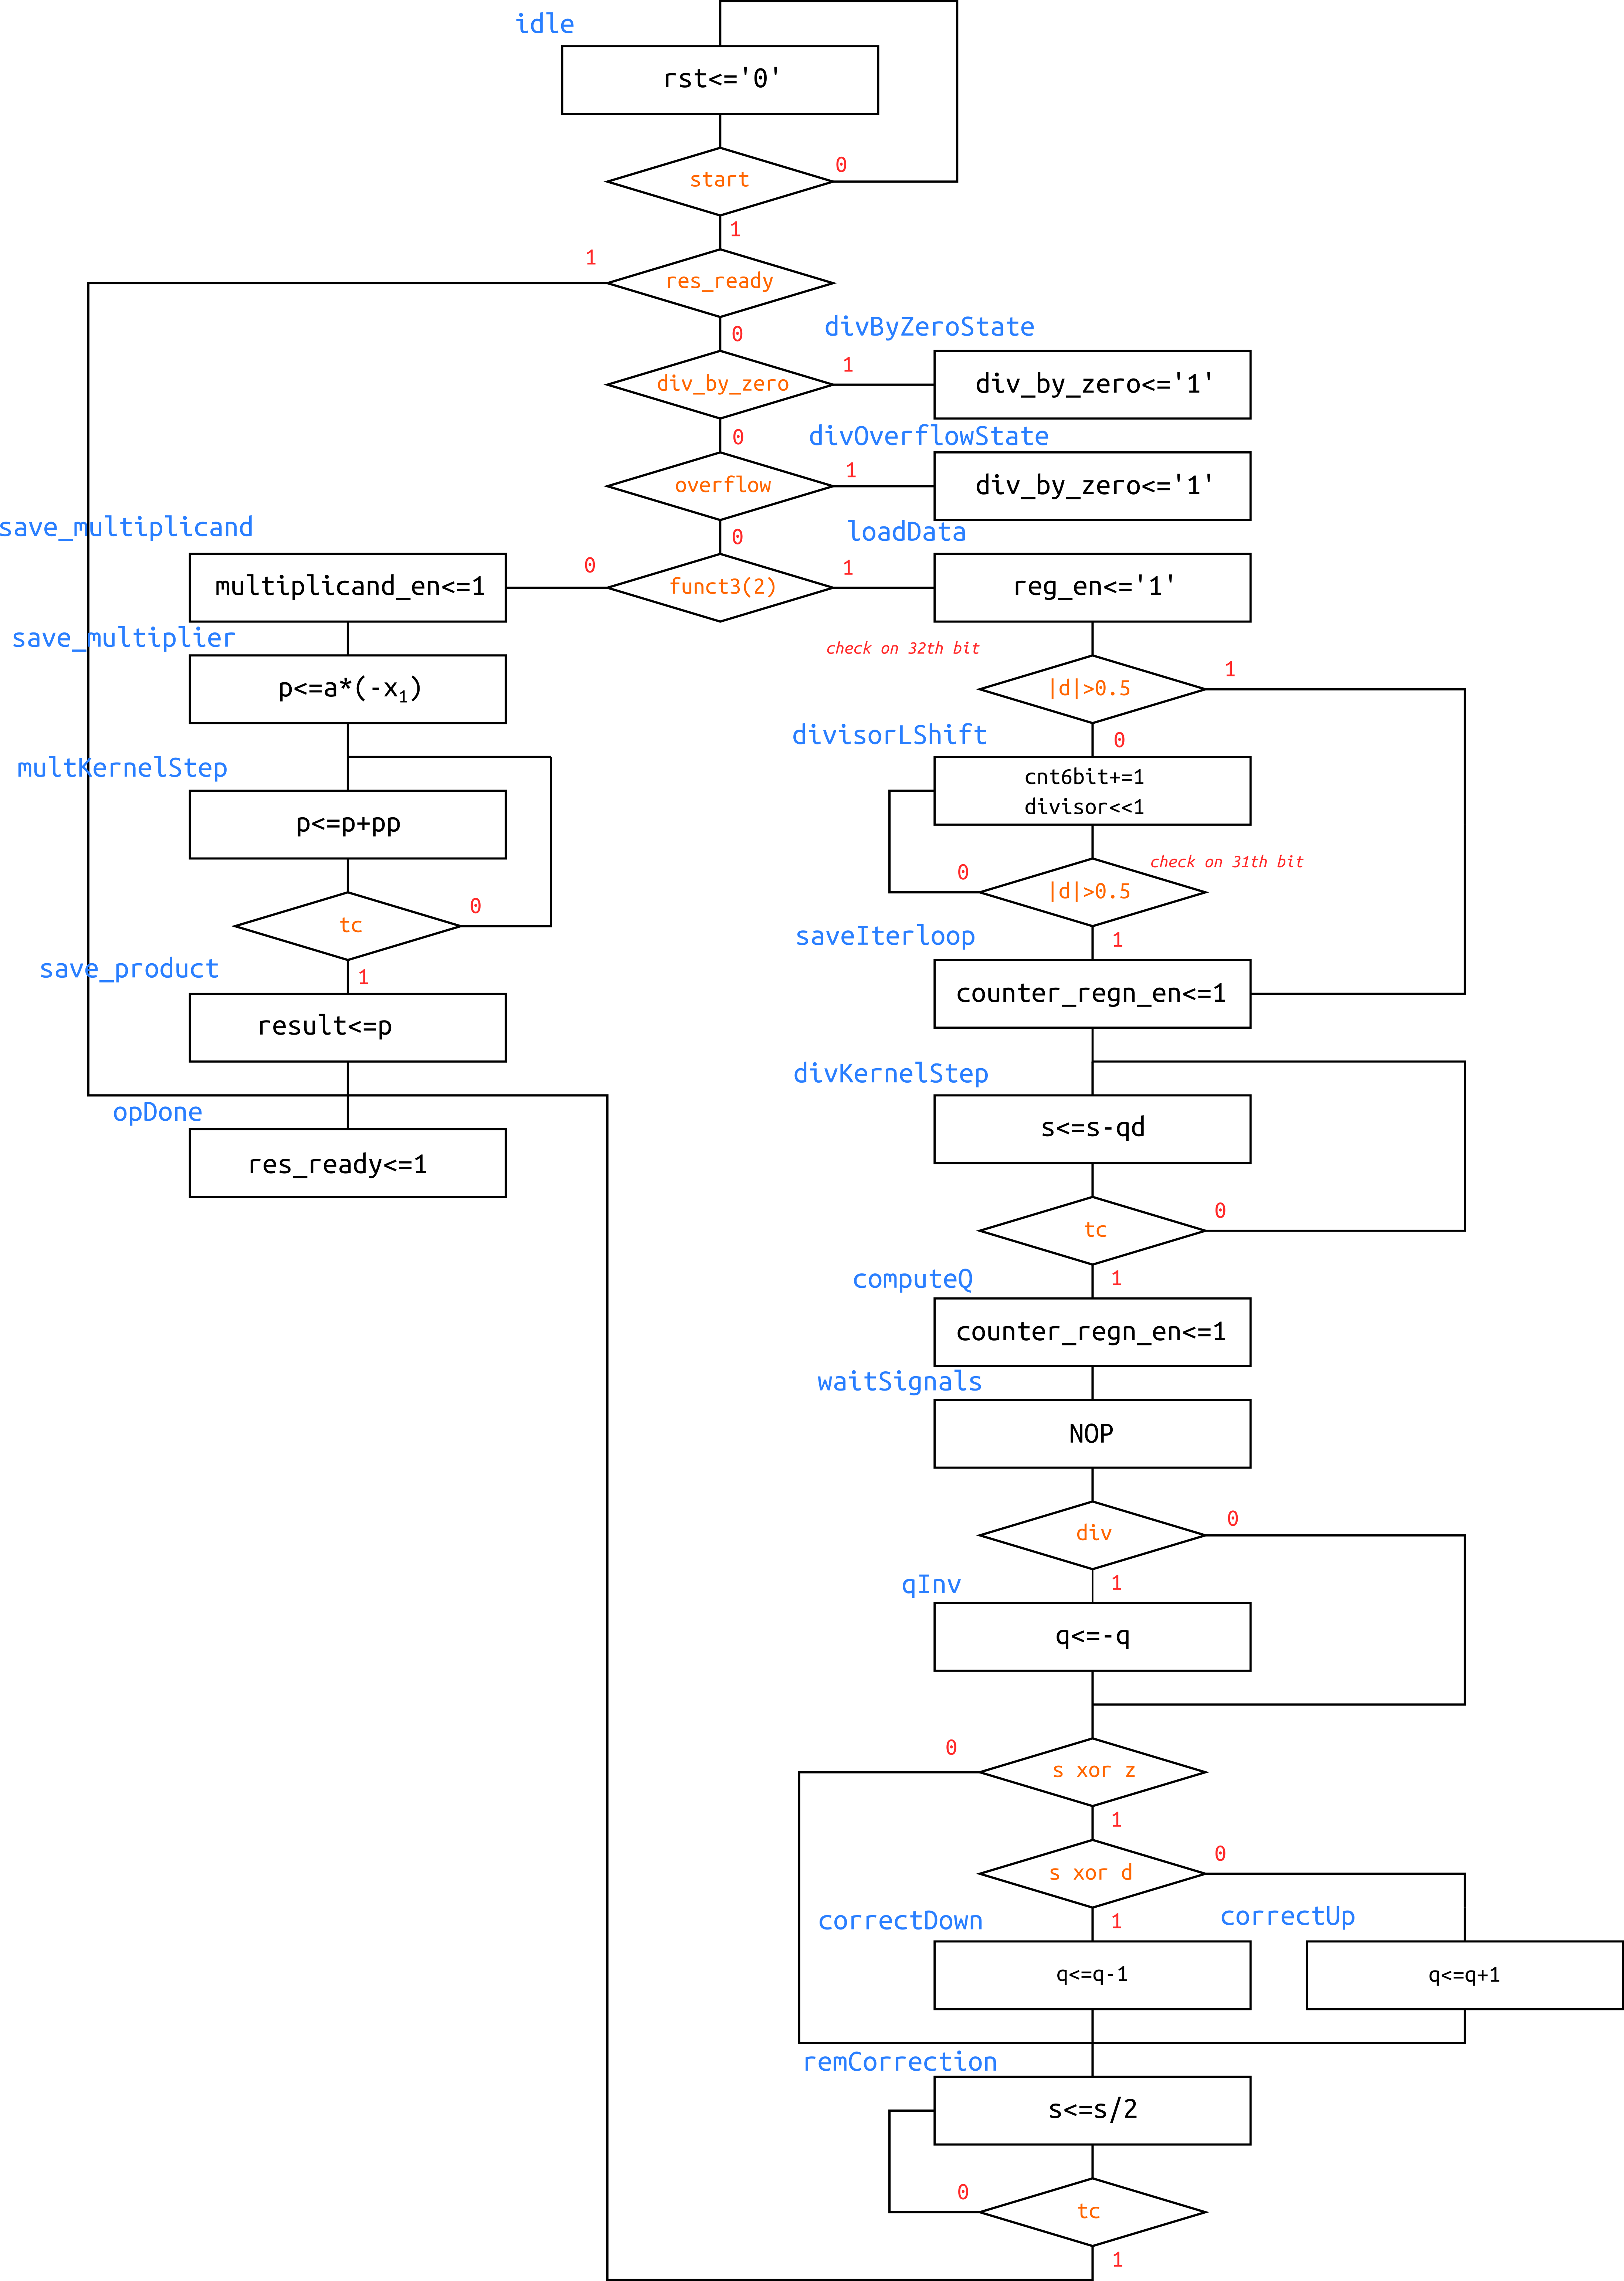 idle
rst<='0'
start
0
1
res_ready
1
0
div_by_zero
1
divByZeroState
div_by_zero<='1'
0
overflow
1
divOverflowState
div_by_zero<='1'
0
funct3(2)
0
1
save_multiplicand
multiplicand_en<=1
save_multiplier
p<=a*(-x₁)
multKernelStep
p<=p+pp
tc
0
1
save_product
result<=p
opDone
res_ready<=1
loadData
reg_en<='1'
check on 32th bit
|d|>0.5
1
0
divisorLShift
cnt6bit+=1
divisor<<1
check on 31th bit
|d|>0.5
0
1
saveIterloop
counter_regn_en<=1
divKernelStep
s<=s-qd
tc
0
1
computeQ
counter_regn_en<=1
waitSignals
NOP
div
0
1
qInv
q<=-q
s xor z
0
1
s xor d
0
1
correctDown
q<=q-1
correctUp
q<=q+1
remCorrection
s<=s/2
tc
0
1